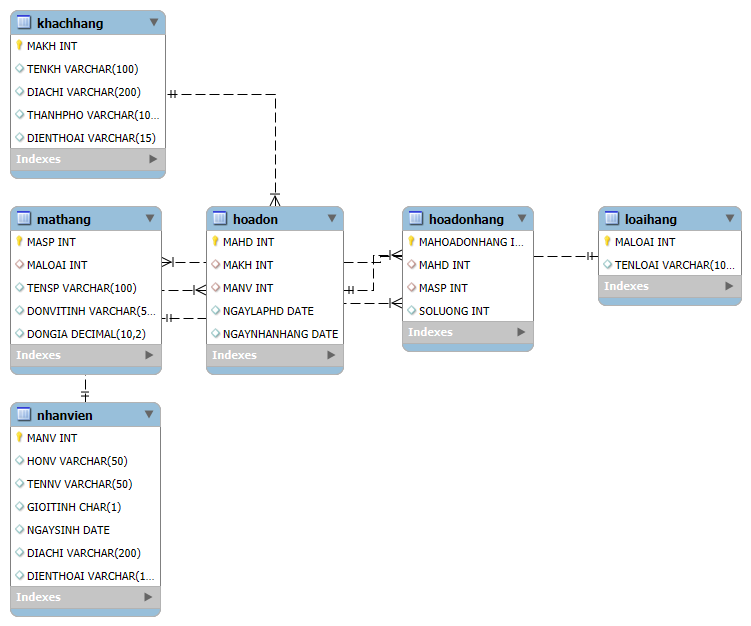 khachhang
MAKH INT
TENKH VARCHAR(100)
DIACHI VARCHAR(200)
THANHPHO VARCHAR(10...
DIENTHOAI VARCHAR(15)
Indexes
mathang
MASP INT
MALOAI INT
TENSP VARCHAR(100)
DONVITINH VARCHAR(5...
DONGIA DECIMAL(10,2)
Indexes
hoadon
MAHD INT
MAKH INT
MANV INT
NGAYLAPHD DATE
NGAYNHANHANG DATE
Indexes
hoadonhang
MAHOADONHANG I...
MAHD INT
MASP INT
SOLUONG INT
Indexes
loaihang
MALOAI INT
TENLOAI VARCHAR(10...
Indexes
nhanvien
MANV INT
HONV VARCHAR(50)
TENNV VARCHAR(50)
GIOITINH CHAR(1)
NGAYSINH DATE
DIACHI VARCHAR(200)
DIENTHOAI VARCHAR(1...
Indexes